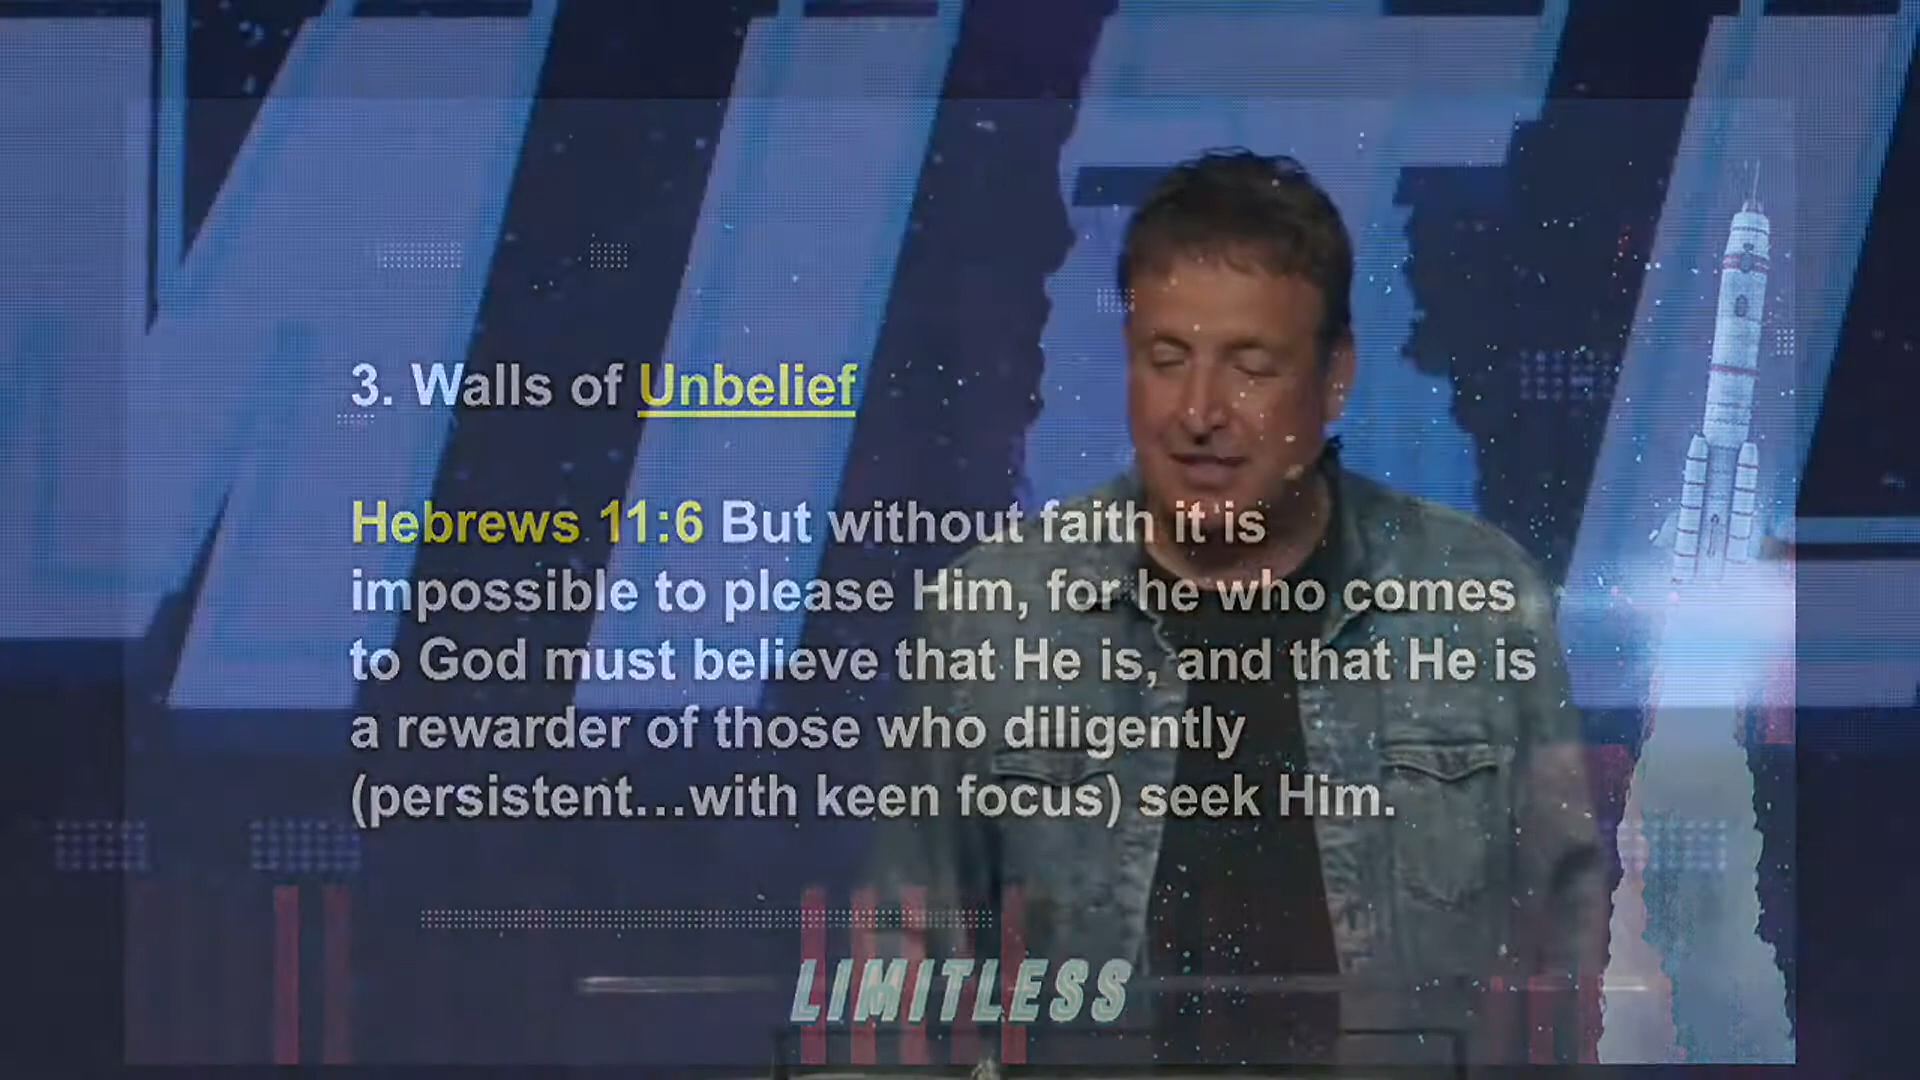 3. Walls of Unbelief
Hebrews 11:6 But without faith it is
impossible to please Him, for he who comes
to God must believe that He is, and that He is
a rewarder of those who diligently
(persistent...with keen focus) seek Him.
LIMITLESS